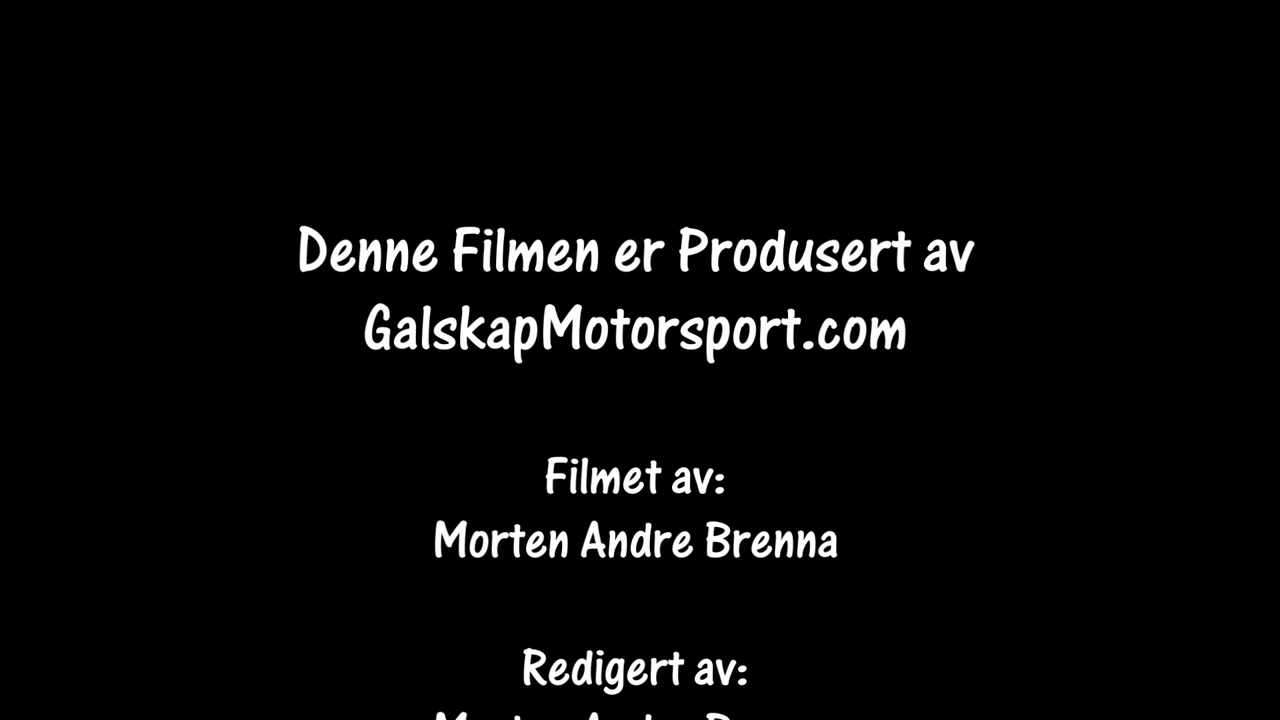 Denne Filmen er Produsert av
GalskapMotorsport.com
Filmet av:
Morten Andre Brenna
Redigert av: